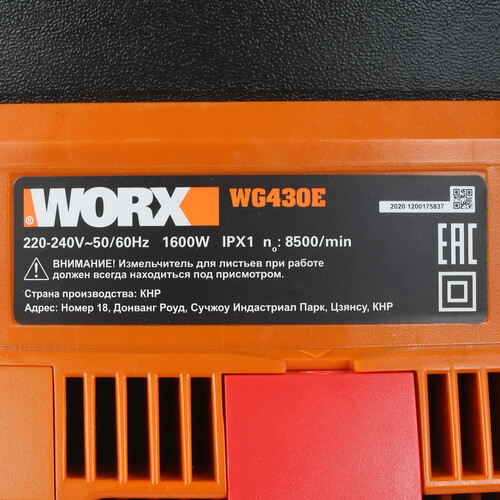 WORX WG430E
®
2020 1200175837
220-240V~50/60Hz 1600W IPX1 n₀: 8500/min
ВНИМАНИЕ! Измельчитель для листьев при работе
должен всегда находиться под присмотром.
EAC
Страна производства: КНР
Адрес: Номер 18, Донванг Роуд, Сучжоу Индастриал Парк, Цзянсу, КНР